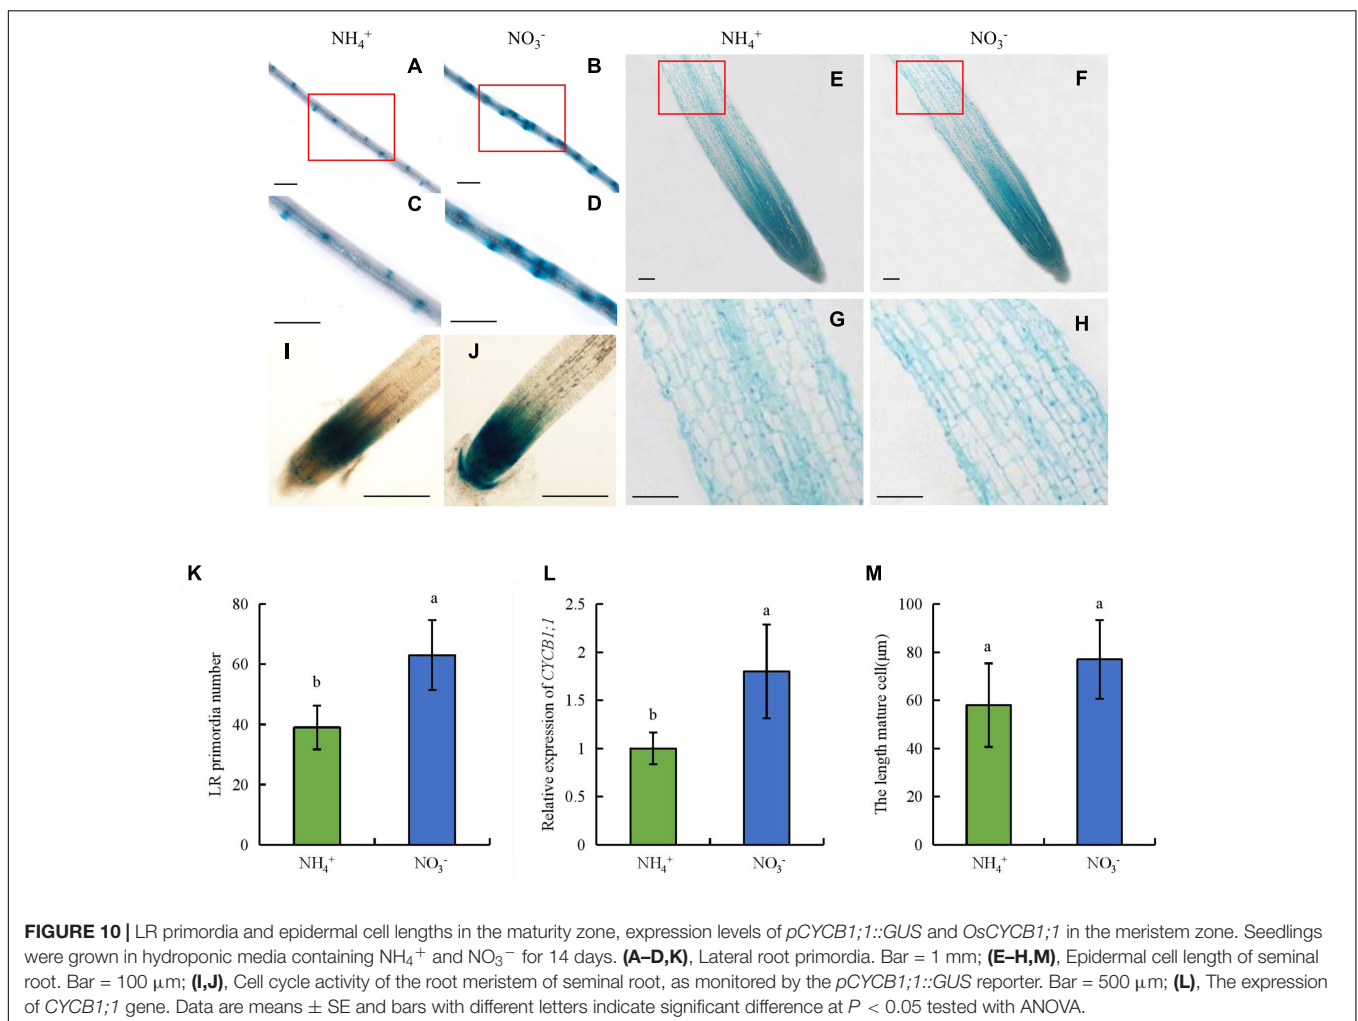 NH₄⁺ NO₃⁻ NH₄⁺ NO₃⁻
A B E F
C D
G H
I J
K L M
80 60 40 20 0
LR primordia number
b a
NH₄⁺ NO₃⁻
2.5 2 1.5 1 0.5 0
Relative expression of CYCB1;1
b a
NH₄⁺ NO₃⁻
100 80 60 40 20 0
The length mature cell(μm)
a a
NH₄⁺ NO₃⁻
FIGURE 10 | LR primordia and epidermal cell lengths in the maturity zone, expression levels of pCYCB1;1::GUS and OsCYCB1;1 in the meristem zone. Seedlings
were grown in hydroponic media containing NH₄⁺ and NO₃⁻ for 14 days. (A–D,K), Lateral root primordia. Bar = 1 mm; (E–H,M), Epidermal cell length of seminal
root. Bar = 100 μm; (I,J), Cell cycle activity of the root meristem of seminal root, as monitored by the pCYCB1;1::GUS reporter. Bar = 500 μm; (L), The expression
of CYCB1;1 gene. Data are means ± SE and bars with different letters indicate significant difference at P < 0.05 tested with ANOVA.